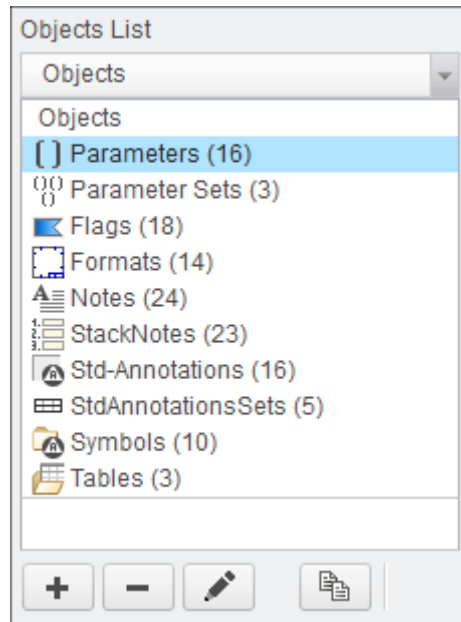 Objects List
Objects
Objects
Parameters (16)
Parameter Sets (3)
Flags (18)
Formats (14)
Notes (24)
StackNotes (23)
Std-Annotations (16)
StdAnnotationsSets (5)
Symbols (10)
Tables (3)